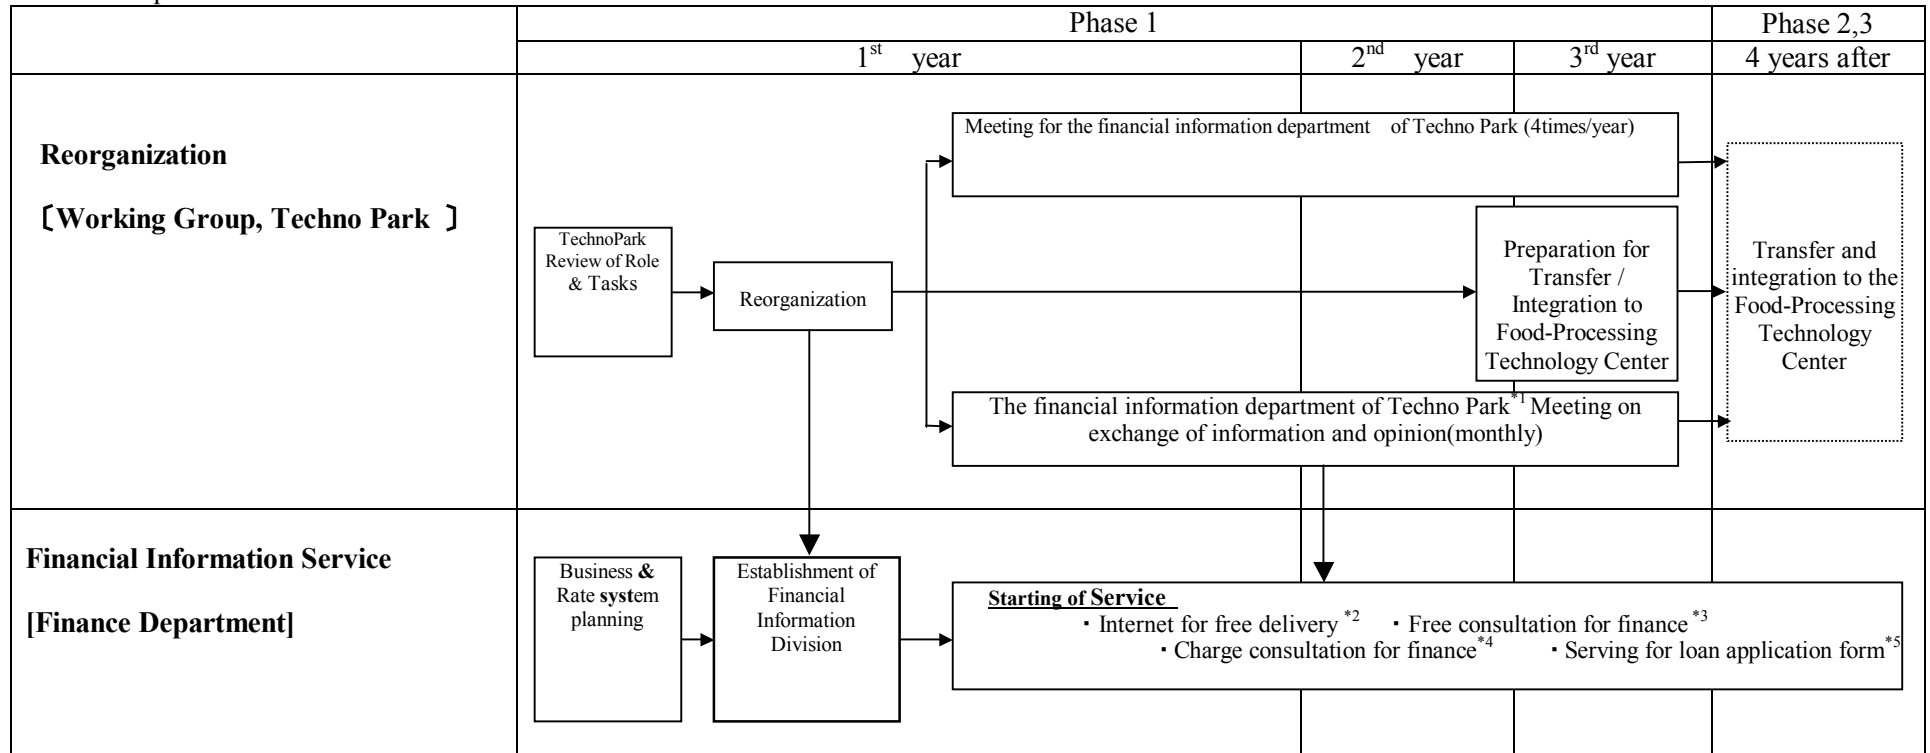 Phase 1
Phase 2,3
1st year
2nd year
3rd year
4 years after
Reorganization
〔Working Group, Techno Park 〕
Meeting for the financial information department of Techno Park (4times/year)
TechnoPark
Review of Role
& Tasks
Reorganization
Preparation for
Transfer /
Integration to
Food-Processing
Technology Center
Transfer and
integration to the
Food-Processing
Technology
Center
The financial information department of Techno Park*1 Meeting on
exchange of information and opinion(monthly)
Financial Information Service
[Finance Department]
Business &
Rate system
planning
Establishment of
Financial
Information
Division
Starting of Service
・Internet for free delivery *2 ・Free consultation for finance*3
・Charge consultation for finance*4 ・Serving for loan application form*5